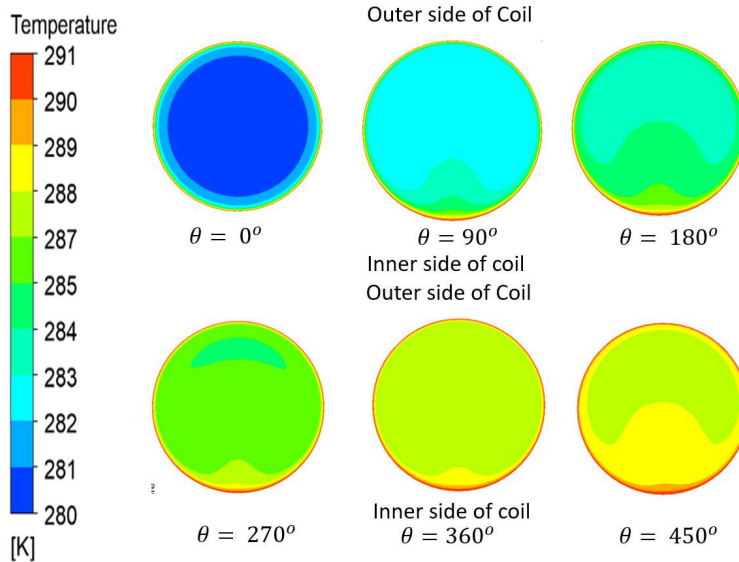 Temperature
Outer side of Coil
291
290
289
288
287
286
285
284
283
282
281
280
[K]
θ = 0°
θ = 90°
θ = 180°
Inner side of coil
Outer side of Coil
Inner side of coil
θ = 270°
θ = 360°
θ = 450°